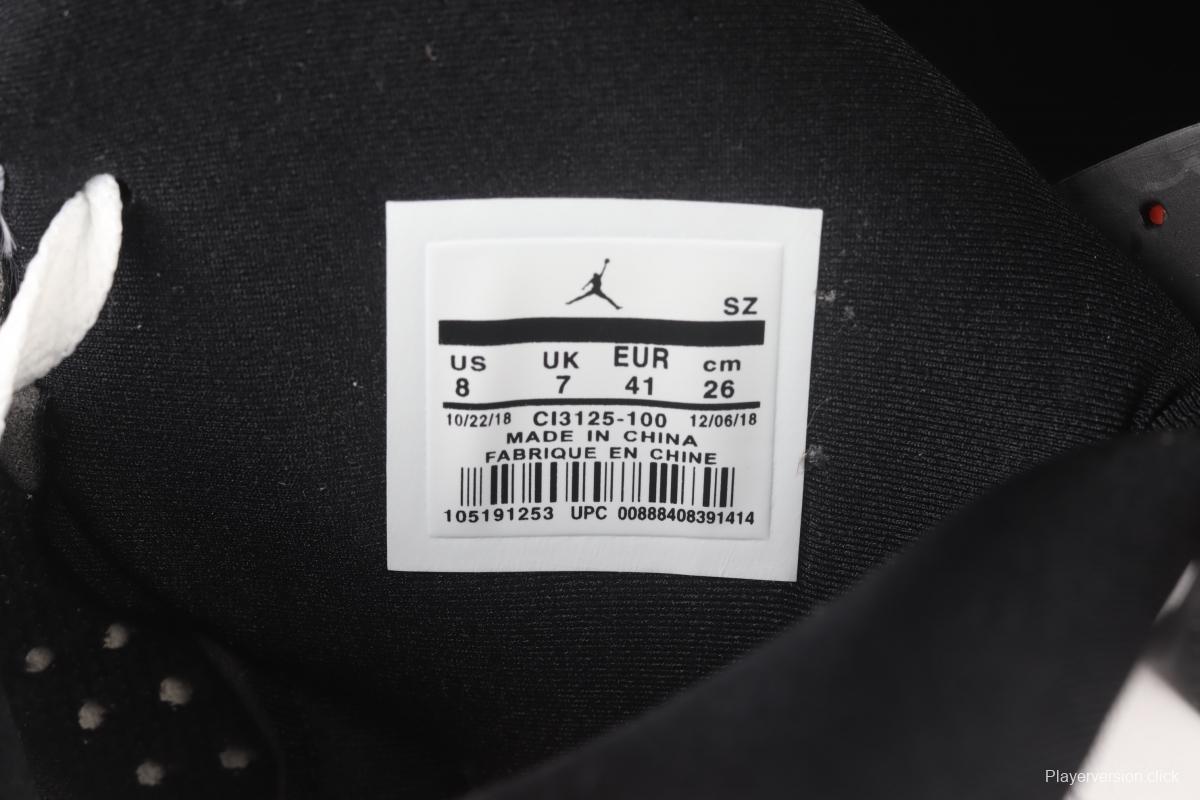 SZ
US UK EUR cm
8 7 41 26
10/22/18 CI3125-100 12/06/18
MADE IN CHINA
FABRIQUE EN CHINE
105191253 UPC 00888408391414
Playerversion.click